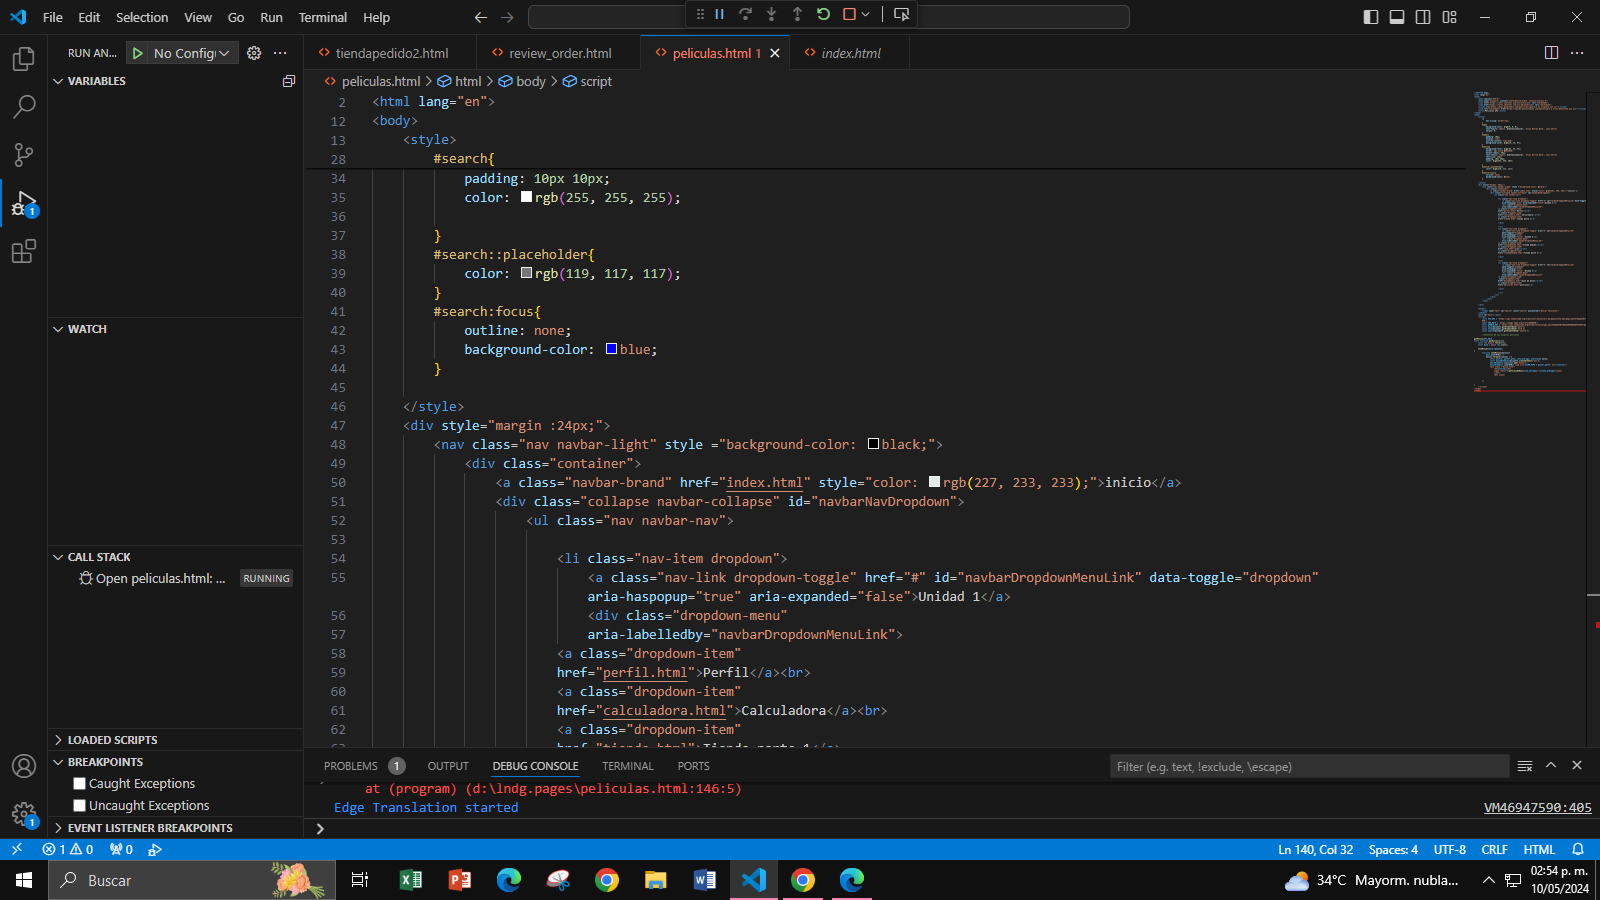 File Edit Selection View Go Run Terminal Help
RUN AN... No Config
tiendapedido2.html review_order.html peliculas.html 1 index.html
peliculas.html > html > body > script
VARIABLES
WATCH
CALL STACK
Open peliculas.html: ... RUNNING
LOADED SCRIPTS
BREAKPOINTS
Caught Exceptions
Uncaught Exceptions
EVENT LISTENER BREAKPOINTS
2 <html lang="en">
12 <body>
13 <style>
28 #search{
34 padding: 10px 10px;
35 color: rgb(255, 255, 255);
36
37 }
38 #search::placeholder{
39 color: rgb(119, 117, 117);
40 }
41 #search:focus{
42 outline: none;
43 background-color: blue;
44 }
45
46 </style>
47 <div style="margin :24px;">
48 <nav class="nav navbar-light" style ="background-color: black;">
49 <div class="container">
50 <a class="navbar-brand" href="index.html" style="color: rgb(227, 233, 233);">inicio</a>
51 <div class="collapse navbar-collapse" id="navbarNavDropdown">
52 <ul class="nav navbar-nav">
53
54 <li class="nav-item dropdown">
55 <a class="nav-link dropdown-toggle" href="#" id="navbarDropdownMenuLink" data-toggle="dropdown"
aria-haspopup="true" aria-expanded="false">Unidad 1</a>
56 <div class="dropdown-menu"
57 aria-labelledby="navbarDropdownMenuLink">
58 <a class="dropdown-item"
59 href="perfil.html">Perfil</a><br>
60 <a class="dropdown-item"
61 href="calculadora.html">Calculadora</a><br>
62 <a class="dropdown-item"
63 href="tienda.html">Tienda parte 1</a>
PROBLEMS 1 OUTPUT DEBUG CONSOLE TERMINAL PORTS Filter (e.g. text, !exclude, \escape)
at (program) (d:\lndg.pages\peliculas.html:146:5)
Edge Translation started VM46947590:405
1 0 0 Ln 140, Col 32 Spaces: 4 UTF-8 CRLF HTML
Buscar 34°C Mayorm. nubla... 02:54 p. m.
10/05/2024